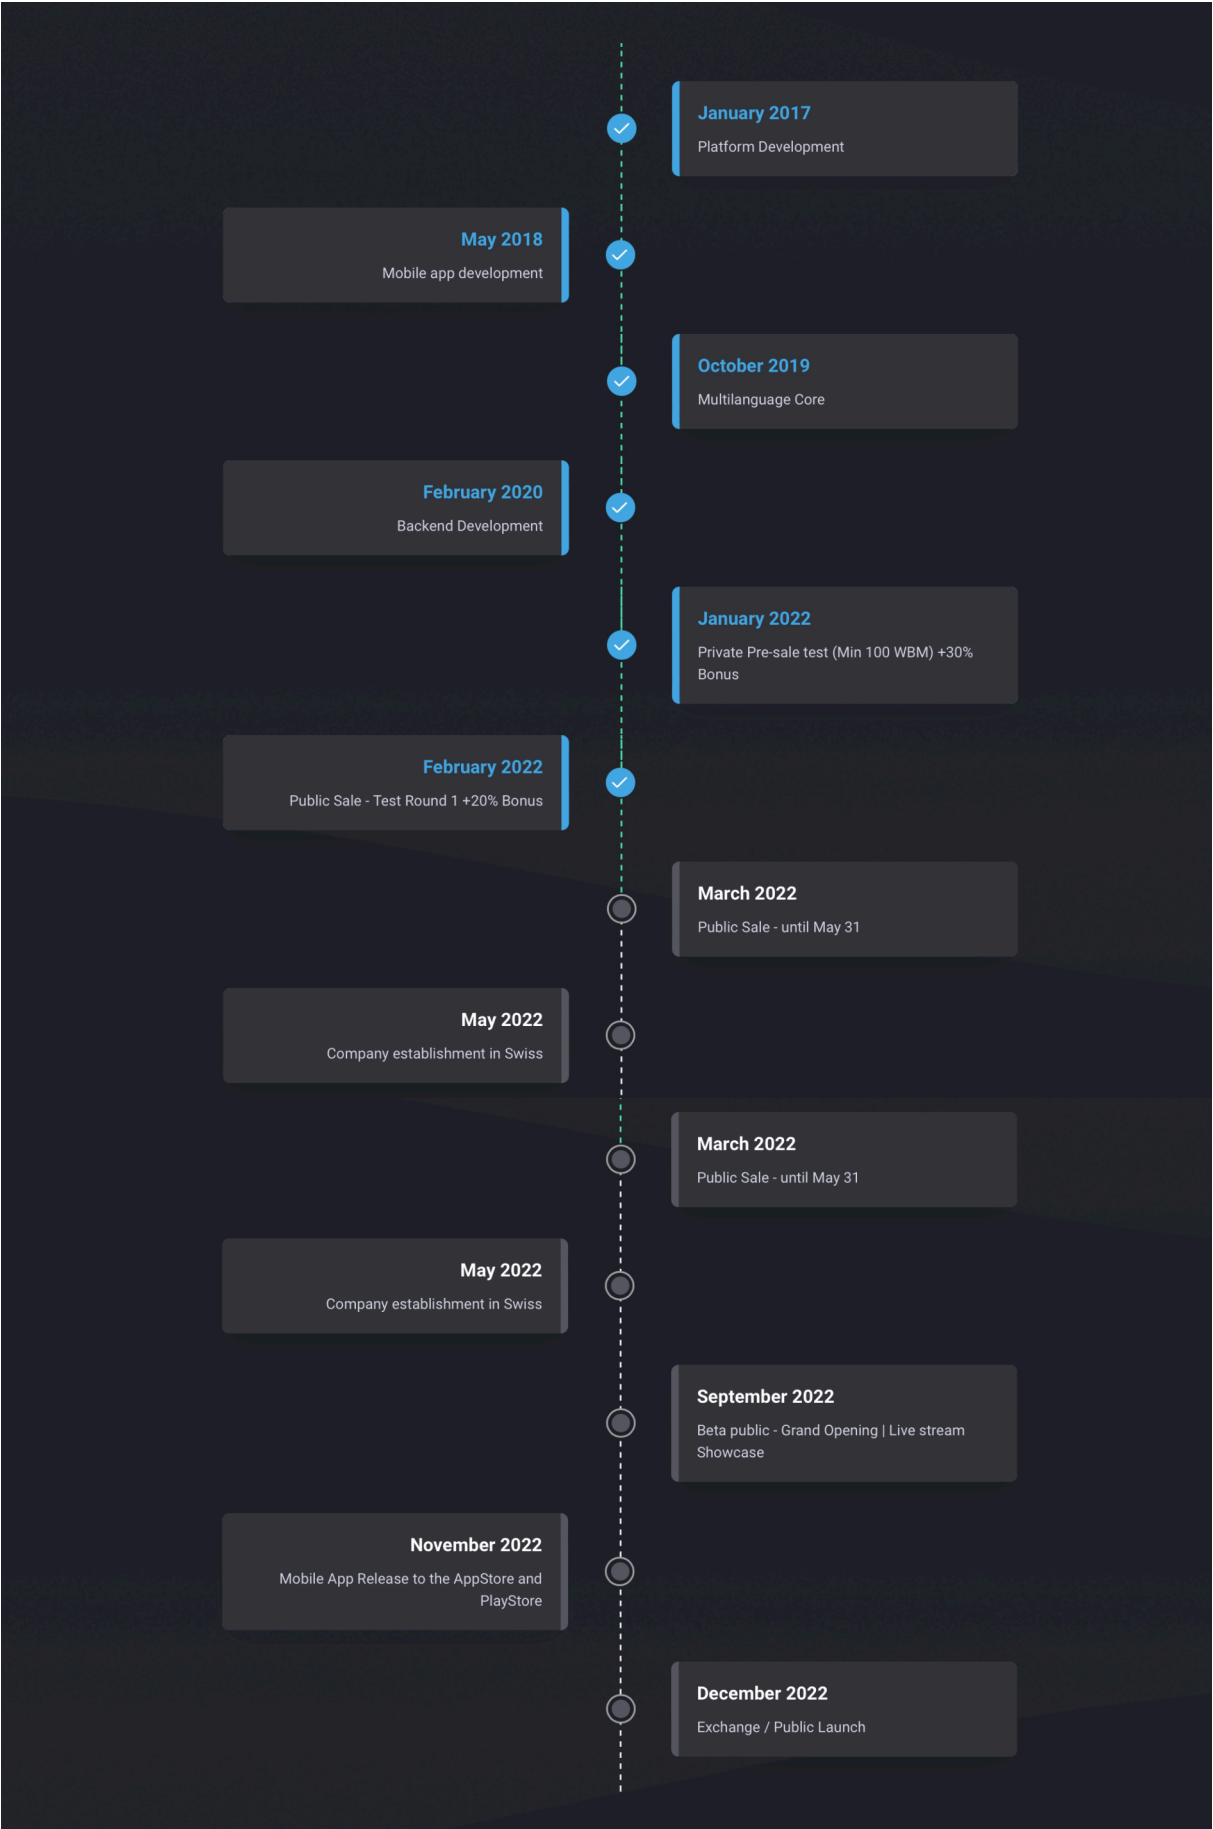 January 2017
Platform Development
May 2018
Mobile app development
October 2019
Multilanguage Core
February 2020
Backend Development
January 2022
Private Pre-sale test (Min 100 WBM) +30%
Bonus
February 2022
Public Sale - Test Round 1 +20% Bonus
March 2022
Public Sale - until May 31
May 2022
Company establishment in Swiss
March 2022
Public Sale - until May 31
May 2022
Company establishment in Swiss
September 2022
Beta public - Grand Opening | Live stream
Showcase
November 2022
Mobile App Release to the AppStore and
PlayStore
December 2022
Exchange / Public Launch